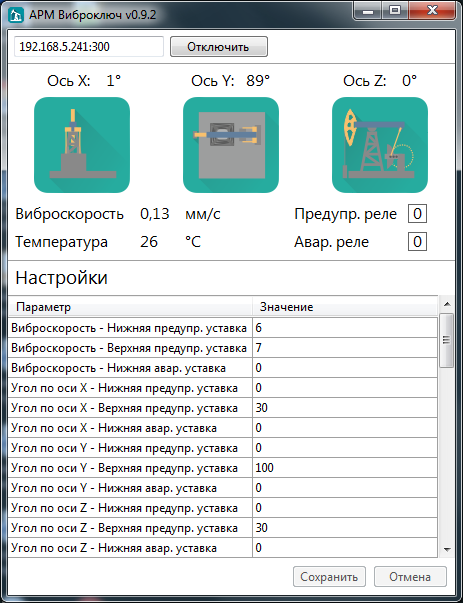 АРМ Виброключ v0.9.2
192.168.5.241:300 Отключить
Ось X: 1° Ось Y: 89° Ось Z: 0°
Виброскорость 0,13 мм/с Предупр. реле 0
Температура 26 °C Авар. реле 0
Настройки
Параметр Значение
Виброскорость - Нижняя предупр. уставка 6
Виброскорость - Верхняя предупр. уставка 7
Виброскорость - Нижняя авар. уставка 0
Угол по оси X - Нижняя предупр. уставка 0
Угол по оси X - Верхняя предупр. уставка 30
Угол по оси X - Нижняя авар. уставка 0
Угол по оси Y - Нижняя предупр. уставка 0
Угол по оси Y - Верхняя предупр. уставка 100
Угол по оси Y - Нижняя авар. уставка 0
Угол по оси Z - Нижняя предупр. уставка 0
Угол по оси Z - Верхняя предупр. уставка 30
Угол по оси Z - Нижняя авар. уставка 0
Сохранить Отмена